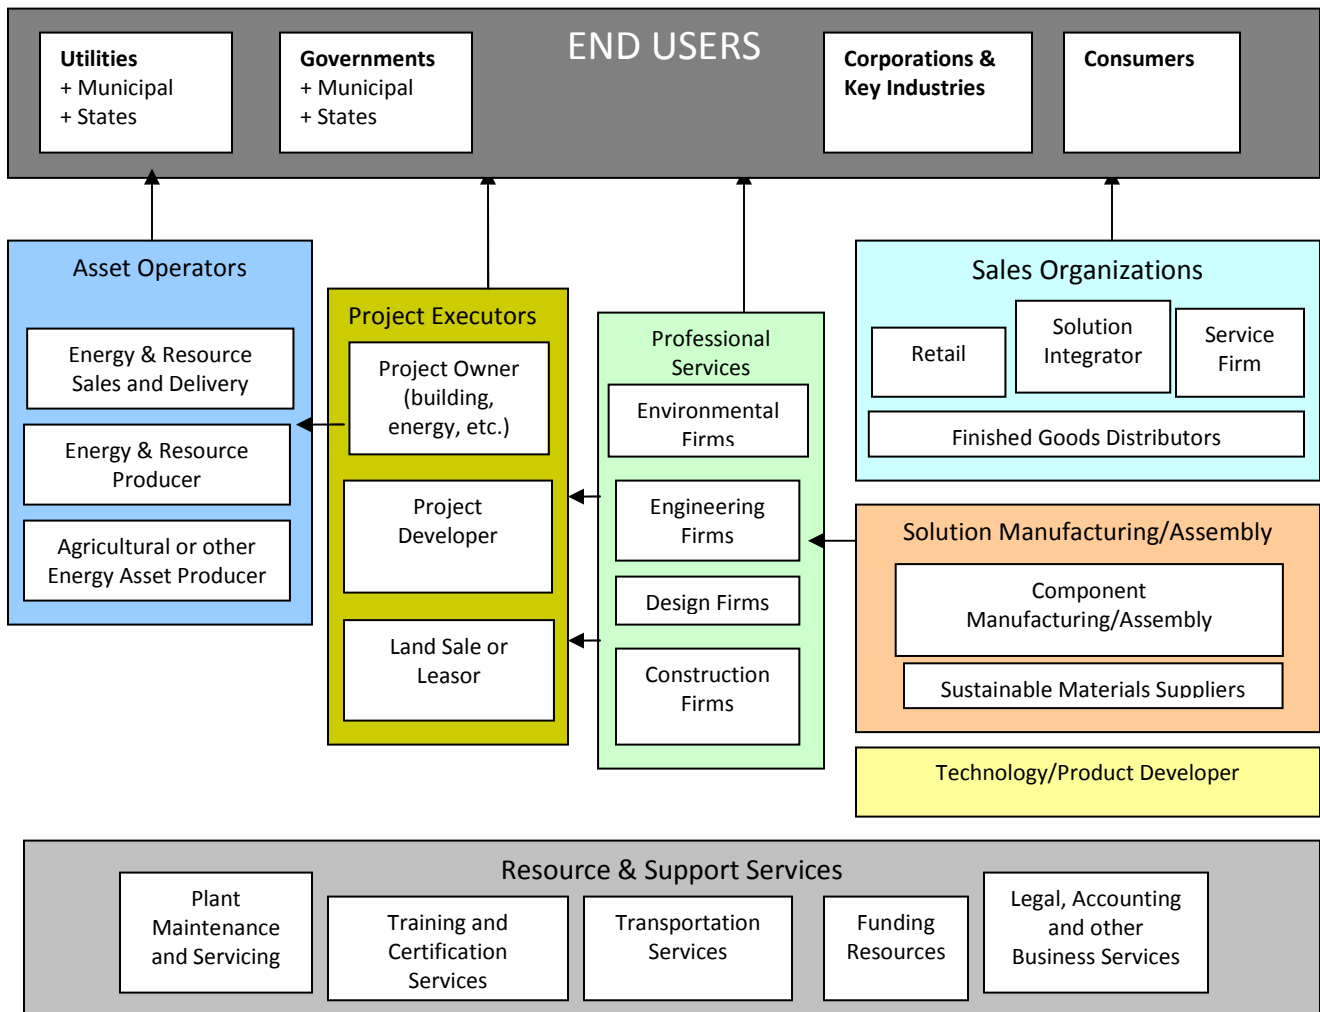 END USERS
Utilities
+ Municipal
+ States
Governments
+ Municipal
+ States
Corporations &
Key Industries
Consumers
Asset Operators
Energy & Resource
Sales and Delivery
Energy & Resource
Producer
Agricultural or other
Energy Asset Producer
Project Executors
Project Owner
(building,
energy, etc.)
Project
Developer
Land Sale or
Leasor
Professional
Services
Environmental
Firms
Engineering
Firms
Design Firms
Construction
Firms
Sales Organizations
Retail
Solution
Integrator
Service
Firm
Finished Goods Distributors
Solution Manufacturing/Assembly
Component
Manufacturing/Assembly
Sustainable Materials Suppliers
Technology/Product Developer
Resource & Support Services
Plant
Maintenance
and Servicing
Training and
Certification
Services
Transportation
Services
Funding
Resources
Legal, Accounting
and other
Business Services